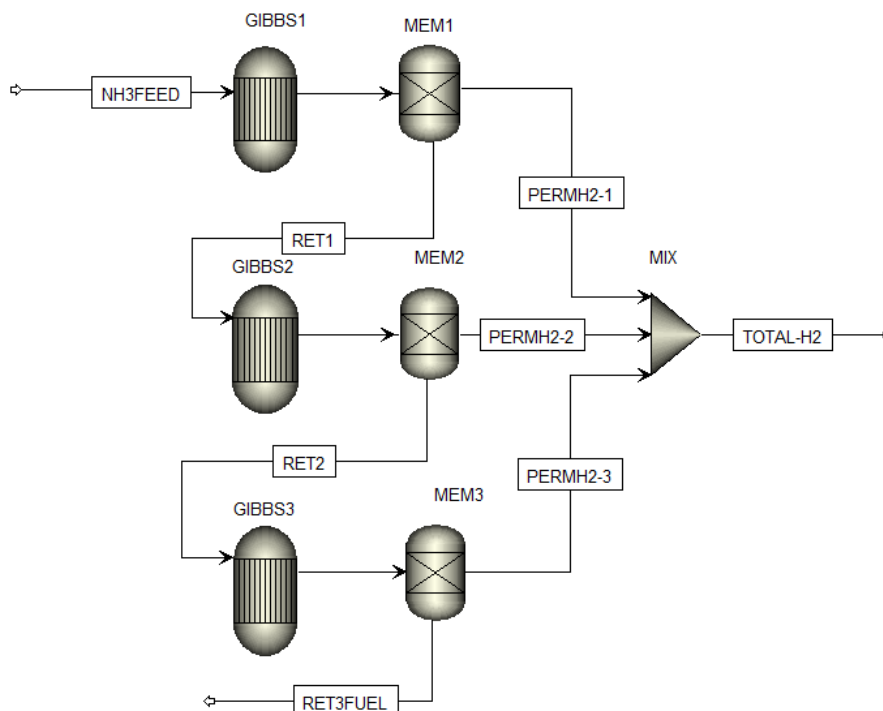 GIBBS1
MEM1
NH3FEED
PERMH2-1
RET1
GIBBS2
MEM2
MIX
PERMH2-2
TOTAL-H2
RET2
PERMH2-3
GIBBS3
MEM3
RET3FUEL